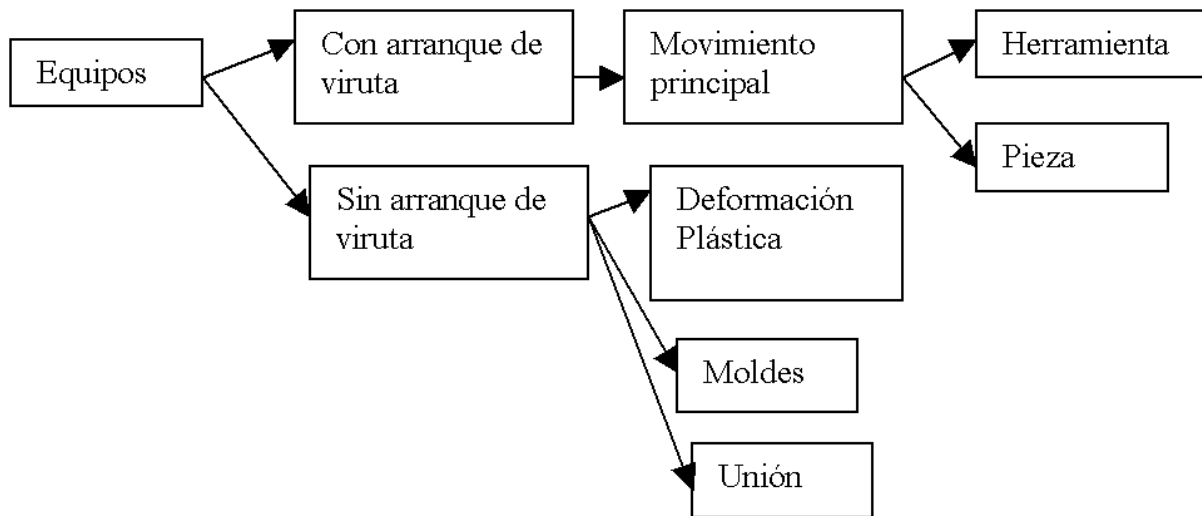 Equipos
Con arranque de
viruta
Movimiento
principal
Herramienta
Pieza
Sin arranque de
viruta
Deformación
Plástica
Moldes
Unión